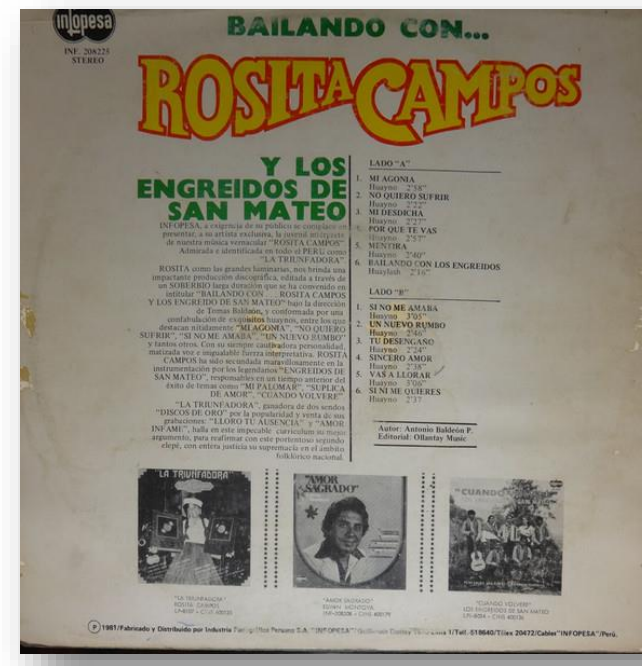 infopesa
INF. 208225
STEREO
BAILANDO CON...
ROSITA CAMPOS
Y LOS
ENGREIDOS DE
SAN MATEO
INFOPESA, a exigencia de su público se complace en
presentar, a su artista exclusiva, la juvenil intérprete
de nuestra música vernacular "ROSITA CAMPOS"
Admirada e identificada en todo el PERU como
"LA TRIUNFADORA".
ROSITA como las grandes luminarias, nos brinda una
impactante producción discográfica, editada a través de
un SOBERBIO larga duración que se ha convenido en
intitular "BAILANDO CON . . . ROSITA CAMPOS
Y LOS ENGREIDO DE SAN MATEO" bajo la dirección
de Tomas Baldeón, y conformada por una
confabulación de exquisitos huaynos, entre los que
destacan nitidamente "MI AGONIA", "NO QUIERO
SUFRIR", "SI NO ME AMABA", "UN NUEVO RUMBO"
y tantos otros. Con su siempre cautivadora personalidad,
matizada voz e inigualable fuerza interpretativa. ROSITA
CAMPOS ha sido secundada maravillosamente en la
instrumentación por los legendarios "ENGREIDOS DE
SAN MATEO", responsables en un tiempo anterior del
éxito de temas como "MI PALOMAR", "SUPLICA
DE AMOR", "CUANDO VOLVERE"
"LA TRIUNFADORA", ganadora de dos sendos
"DISCOS DE ORO" por la popularidad y venta de sus
grabaciones: "LLORO TU AUSENCIA" y "AMOR
INFAME", halla en este impecable curriculum su mejor
argumento, para reafirmar con este portentoso segundo
elepé, con entera justicia su supremacía en el ámbito
folklórico nacional.
LADO "A"
1. MI AGONIA
Huayno 2'58"
2. NO QUIERO SUFRIR
Huayno 2'22"
3. MI DESDICHA
Huayno 2'27"
4. POR QUE TE VAS
Huayno 2'57"
5. MENTIRA
Huayno 2'40"
6. BAILANDO CON LOS ENGREIDOS
Huaylash 2'16"
LADO "B"
1. SI NO ME AMABA
Huayno 3'05"
2. UN NUEVO RUMBO
Huayno 2'46"
3. TU DESENGAÑO
Huayno 2'24"
4. SINCERO AMOR
Huayno 2'38"
5. VAS A LLORAR
Huayno 3'06"
6. SI NI ME QUIERES
Huayno 2'37
Autor: Antonio Baldeón P.
Editorial: Ollantay Music
"LA TRIUNFADORA"
"AMOR
SAGRADO"
"CUANDO
"LA TRIUNFADORA"
ROSITA CAMPOS
"AMOR SAGRADO"
"CUANDO VOLVERE"
LOS ENGREIDOS DE SAN MATEO
P 1981/Fabricado y Distribuido por Industria Peruana S.A. "INFOPESA" Lima 1/Telf. 518640/Télex 20472/Cables "INFOPESA"/Perú.